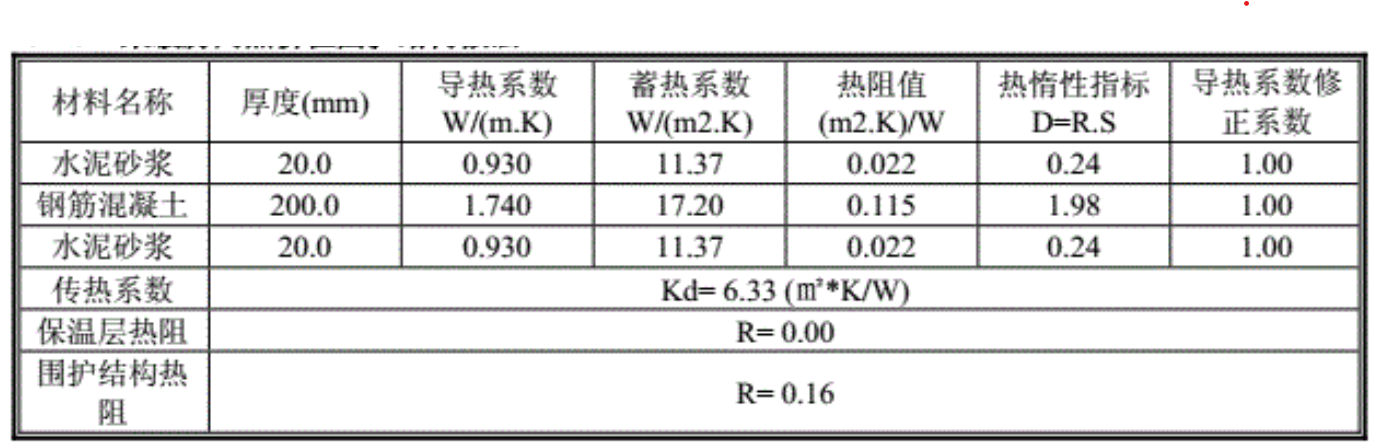 材料名称 厚度(mm) 导热系数 W/(m.K) 蓄热系数 W/(m2.K) 热阻值 (m2.K)/W 热惰性指标 D=R.S 导热系数修正系数
水泥砂浆 20.0 0.930 11.37 0.022 0.24 1.00
钢筋混凝土 200.0 1.740 17.20 0.115 1.98 1.00
水泥砂浆 20.0 0.930 11.37 0.022 0.24 1.00
传热系数 Kd= 6.33 (㎡*K/W)
保温层热阻 R= 0.00
围护结构热阻 R= 0.16